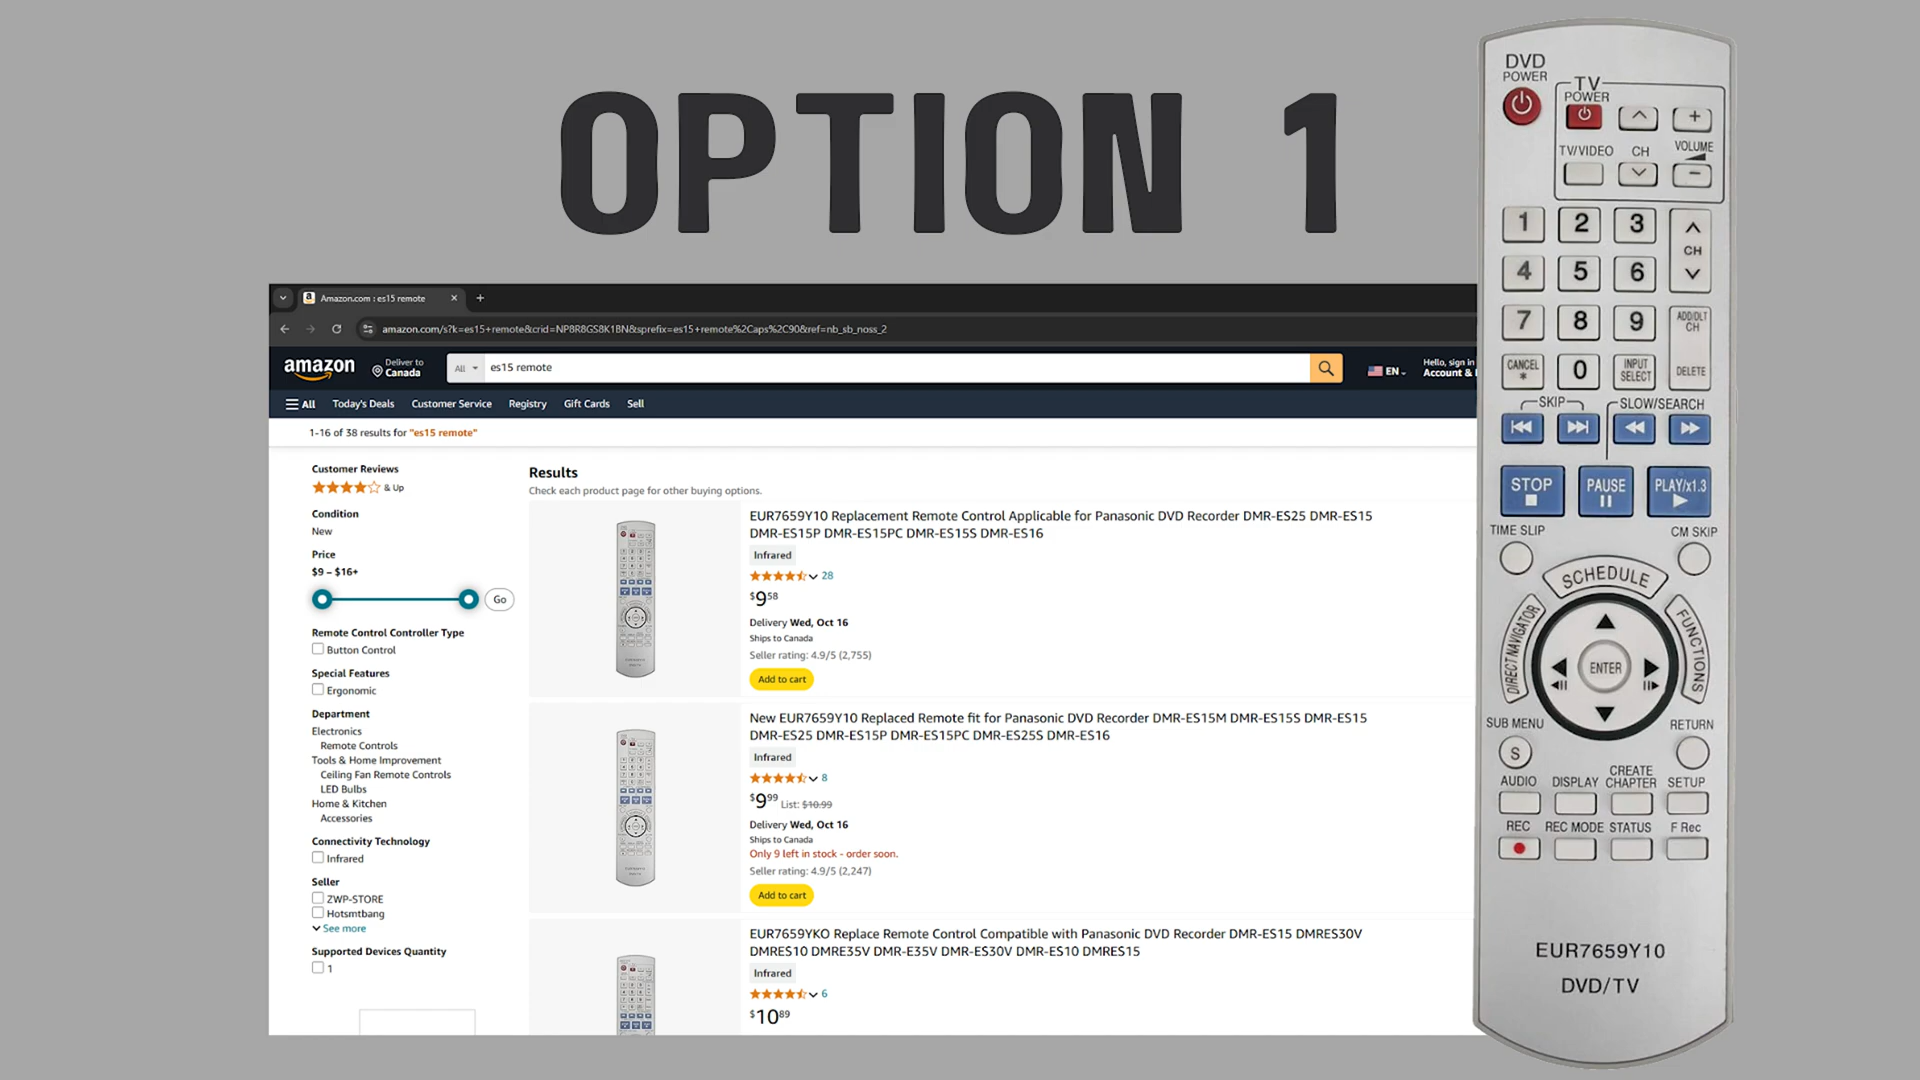 OPTION 1
Amazon.com : es15 remote
amazon.com/s?k=es15+remote&crid=NP8R8GS8K1BN&sprefix=es15+remote%2Caps%2C90&ref=nb_sb_noss_2
amazon
Deliver to
Canada
All
es15 remote
EN
Hello, sign in
Account &
All Today's Deals Customer Service Registry Gift Cards Sell
1-16 of 38 results for "es15 remote"
Customer Reviews
& Up
Condition
New
Price
$9 – $16+
Go
Remote Control Controller Type
Button Control
Special Features
Ergonomic
Department
Electronics
Remote Controls
Tools & Home Improvement
Ceiling Fan Remote Controls
LED Bulbs
Home & Kitchen
Accessories
Connectivity Technology
Infrared
Seller
ZWP-STORE
Hotsmtbang
See more
Supported Devices Quantity
1
Results
Check each product page for other buying options.
EUR7659Y10 Replacement Remote Control Applicable for Panasonic DVD Recorder DMR-ES25 DMR-ES15
DMR-ES15P DMR-ES15PC DMR-ES15S DMR-ES16
Infrared
28
$9.58
Delivery Wed, Oct 16
Ships to Canada
Seller rating: 4.9/5 (2,755)
Add to cart
New EUR7659Y10 Replaced Remote fit for Panasonic DVD Recorder DMR-ES15M DMR-ES15S DMR-ES15
DMR-ES25 DMR-ES15P DMR-ES15PC DMR-ES25S DMR-ES16
Infrared
8
$9.99 List: $10.99
Delivery Wed, Oct 16
Ships to Canada
Only 9 left in stock - order soon.
Seller rating: 4.9/5 (2,247)
Add to cart
EUR7659YKO Replace Remote Control Compatible with Panasonic DVD Recorder DMR-ES15 DMRES30V
DMRES10 DMRE35V DMR-E35V DMR-ES30V DMR-ES10 DMRES15
Infrared
6
$10.89
DVD
POWER
TV
POWER
+
TV/VIDEO CH VOLUME
−
1 2 3
CH
4 5 6
7 8 9 ADD/DLT
CH
CANCEL
*
0
INPUT
SELECT
DELETE
SKIP SLOW/SEARCH
STOP PAUSE PLAY/x1.3
TIME SLIP CM SKIP
SCHEDULE
DIRECT NAVIGATOR
FUNCTIONS
ENTER
SUB MENU RETURN
S
AUDIO DISPLAY CREATE
CHAPTER SETUP
REC REC MODE STATUS F Rec
EUR7659Y10
DVD/TV